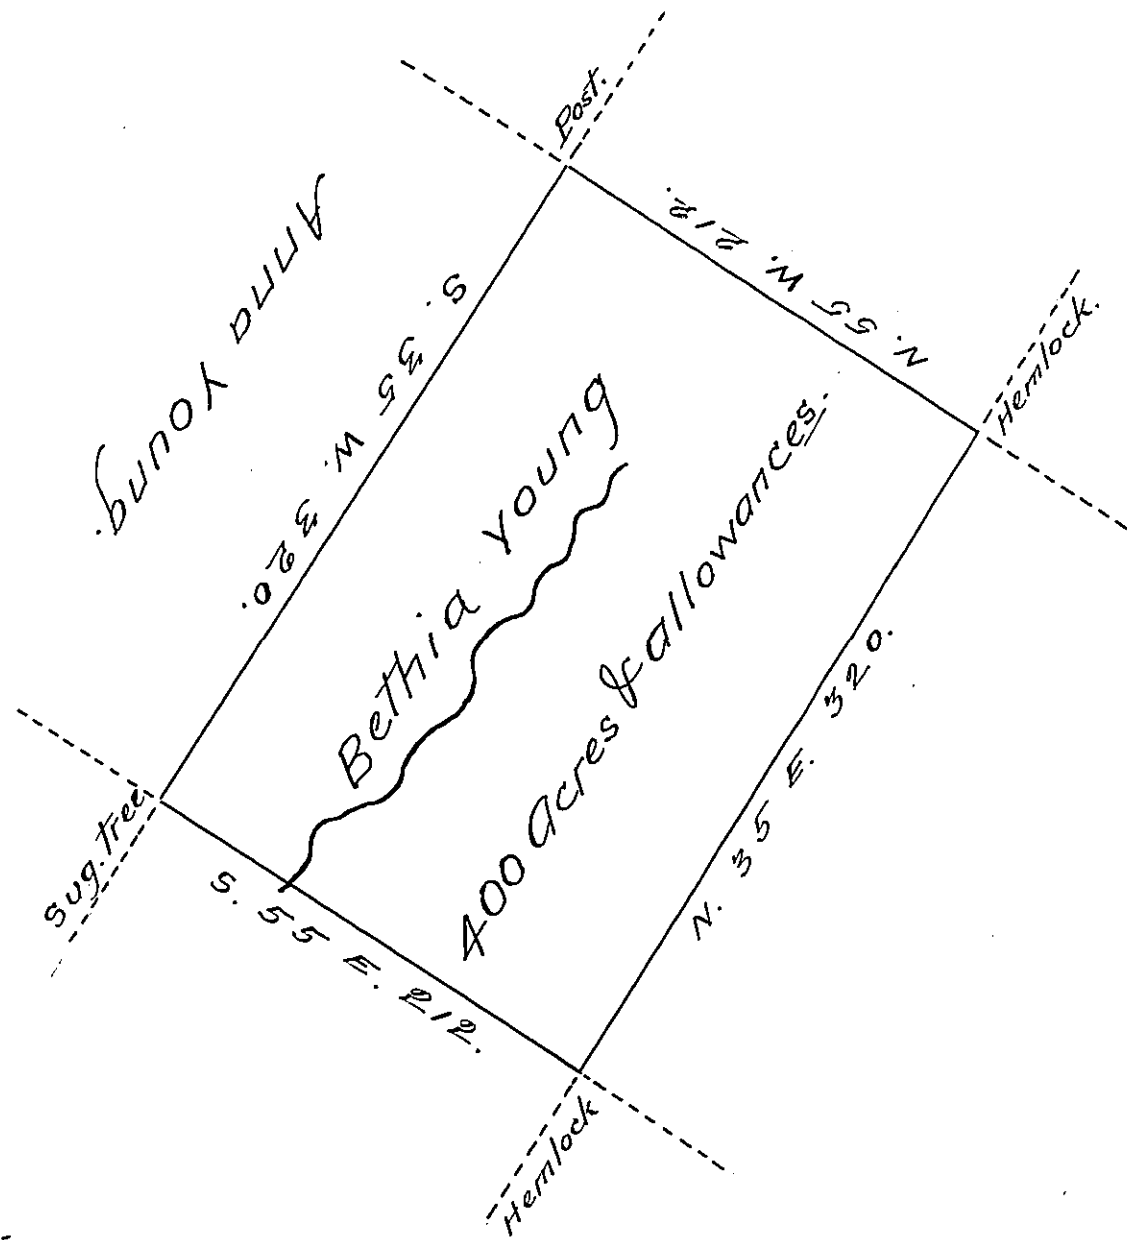 Post.
Anna Young.
N. 55 W. 212.
S. 35 W. 320.
Hemlock.
Bethia Young
400 Acres & allowances.
Sug. tree
N. 35 E. 320.
S. 55 E. 212.
Hemlock